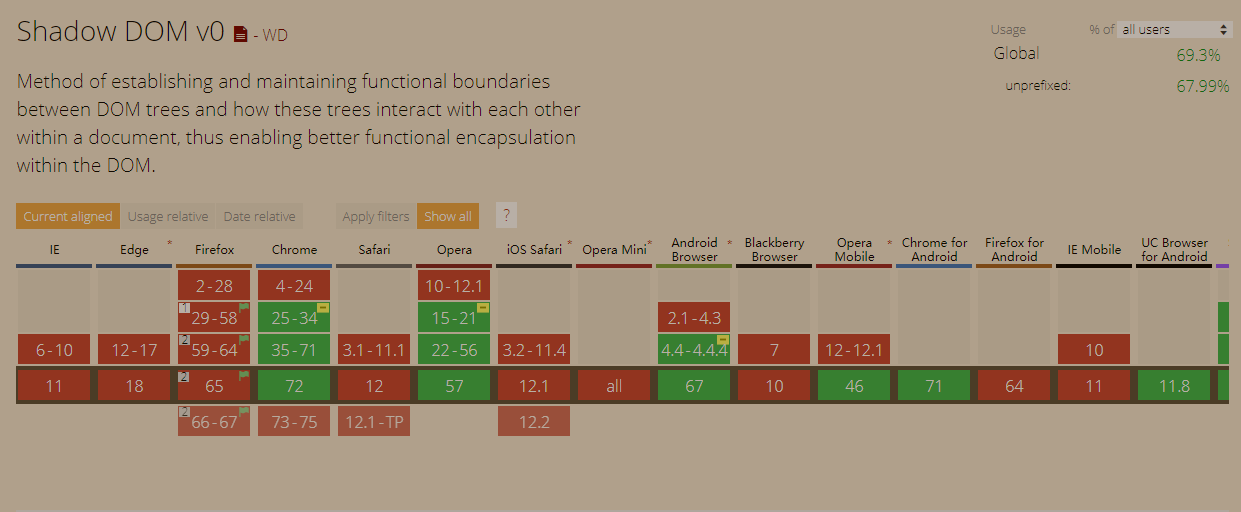 Shadow DOM v0 - WD
Usage % of all users
Global 69.3%
unprefixed: 67.99%
Method of establishing and maintaining functional boundaries
between DOM trees and how these trees interact with each other
within a document, thus enabling better functional encapsulation
within the DOM.
Current aligned Usage relative Date relative Apply filters Show all ?
IE Edge * Firefox Chrome Safari Opera iOS Safari * Opera Mini * Android Browser * Blackberry Browser Opera Mobile * Chrome for Android Firefox for Android IE Mobile UC Browser for Android
2-28 4-24 10-12.1
1 29-58 25-34 15-21 2.1-4.3
6-10 12-17 2 59-64 35-71 3.1-11.1 22-56 3.2-11.4 4.4-4.4.4 7 12-12.1 10
11 18 2 65 72 12 57 12.1 all 67 10 46 71 64 11 11.8
2 66-67 73-75 12.1-TP 12.2